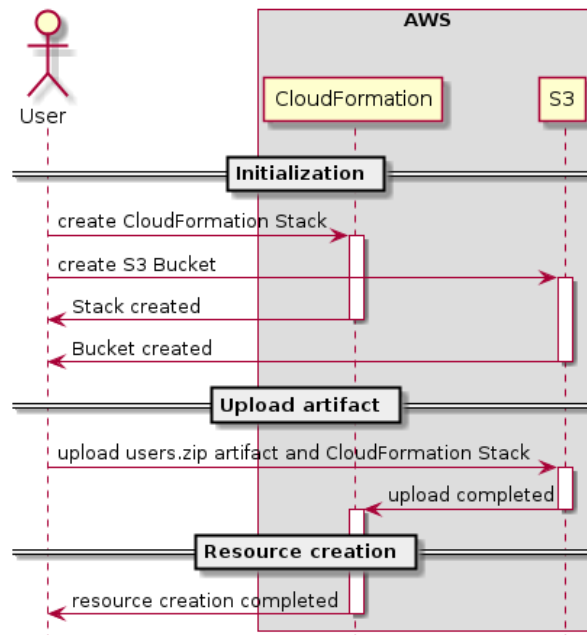 AWS
User
CloudFormation
S3
Initialization
create CloudFormation Stack
create S3 Bucket
Stack created
Bucket created
Upload artifact
upload users.zip artifact and CloudFormation Stack
upload completed
Resource creation
resource creation completed